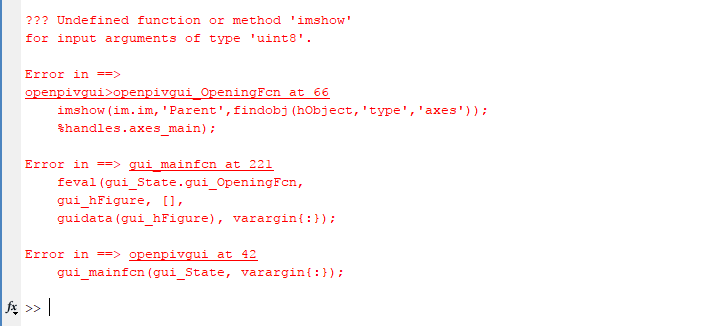 ??? Undefined function or method 'imshow'
for input arguments of type 'uint8'.
Error in ==>
openpivgui>openpivgui_OpeningFcn at 66
imshow(im.im,'Parent',findobj(hObject,'type','axes'));
%handles.axes_main);
Error in ==> gui_mainfcn at 221
feval(gui_State.gui_OpeningFcn,
gui_hFigure, [],
guidata(gui_hFigure), varargin{:});
Error in ==> openpivgui at 42
gui_mainfcn(gui_State, varargin{:});
fx >>